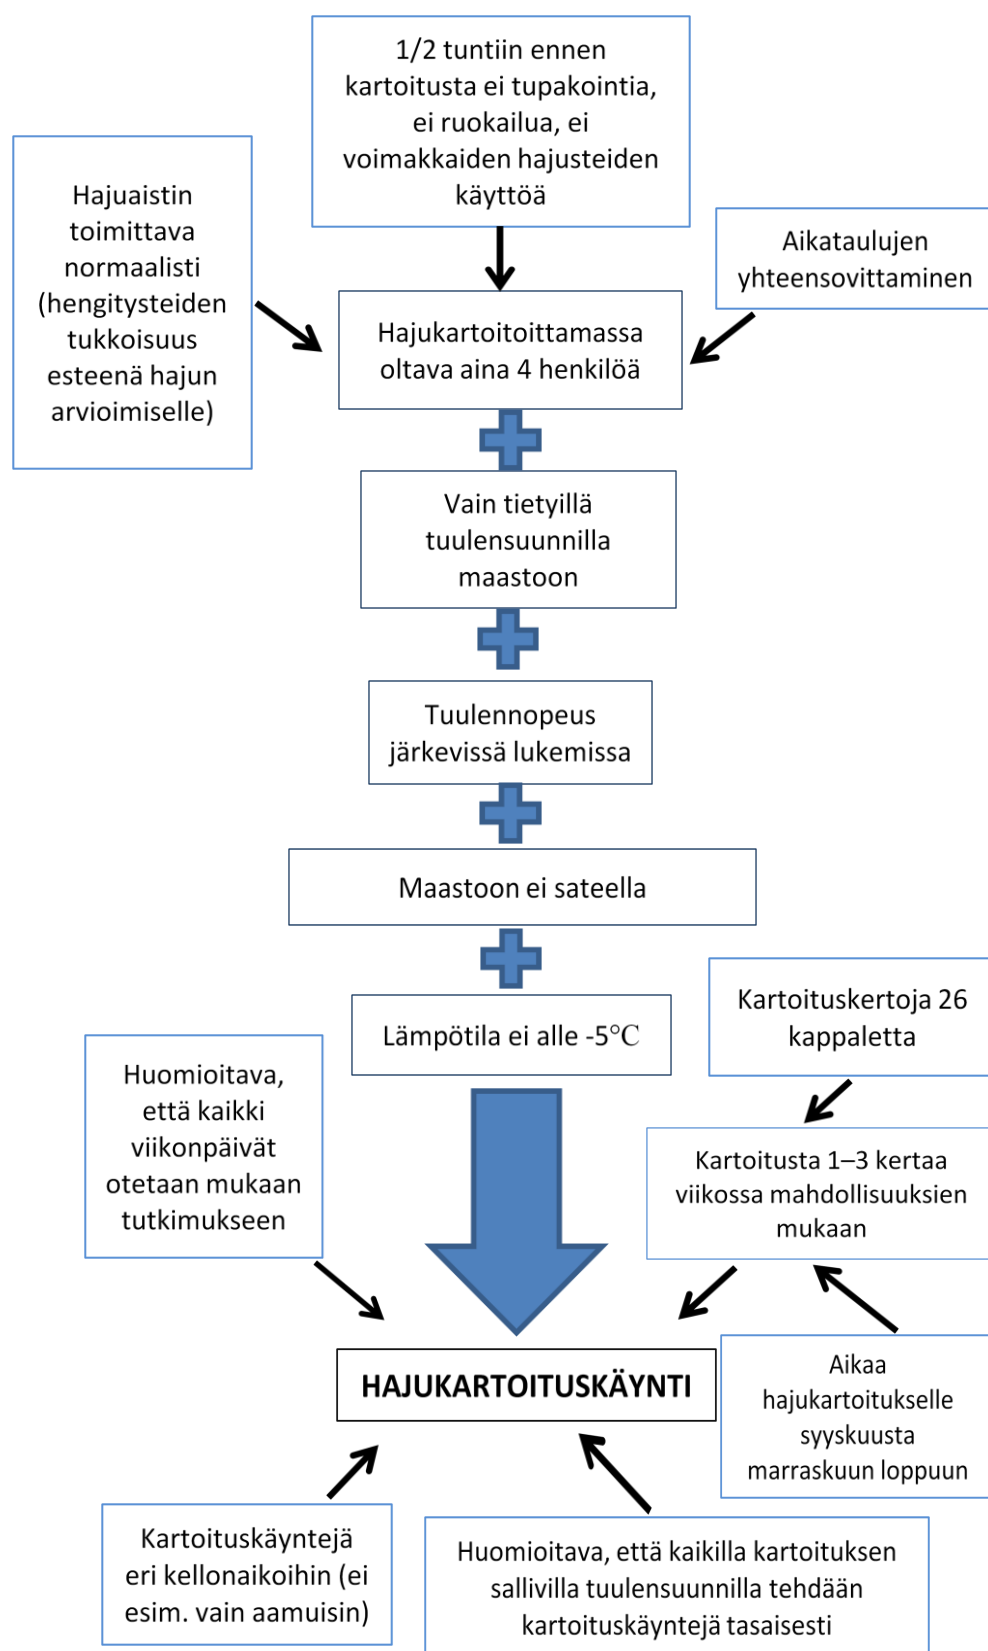 1/2 tuntiin ennen
kartoitusta ei tupakointia,
ei ruokailua, ei
voimakkaiden hajusteiden
käyttöä
Hajuaistin
toimittava
normaalisti
(hengitysteiden
tukkoisuus
esteenä hajun
arvioimiselle)
Aikataulujen
yhteensovittaminen
Hajukartoitoittamassa
oltava aina 4 henkilöä
Vain tietyillä
tuulensuunnilla
maastoon
Tuulennopeus
järkevissä lukemissa
Maastoon ei sateella
Lämpötila ei alle -5°C
Kartoituskertoja 26
kappaletta
Huomioitava,
että kaikki
viikonpäivät
otetaan mukaan
tutkimukseen
Kartoitusta 1–3 kertaa
viikossa mahdollisuuksien
mukaan
HAJUKARTOITUSKÄYNTI
Aikaa
hajukartoitukselle
syyskuusta
marraskuun loppuun
Kartoituskäyntejä
eri kellonaikoihin (ei
esim. vain aamuisin)
Huomioitava, että kaikilla kartoituksen
sallivilla tuulensuunnilla tehdään
kartoituskäyntejä tasaisesti